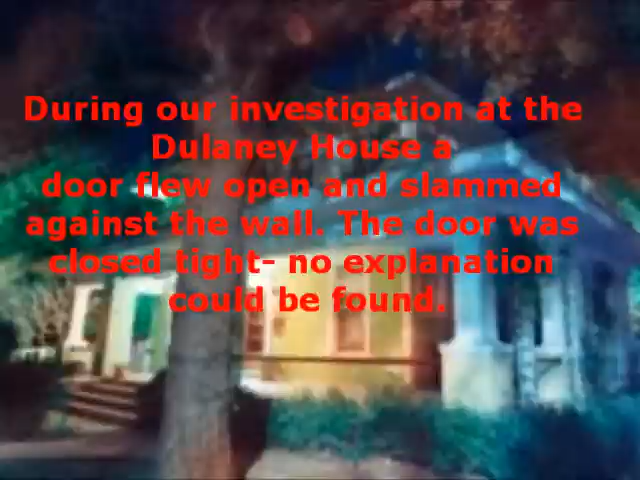 During our investigation at the
Dulaney House a
door flew open and slammed
against the wall. The door was
closed tight- no explanation
could be found.